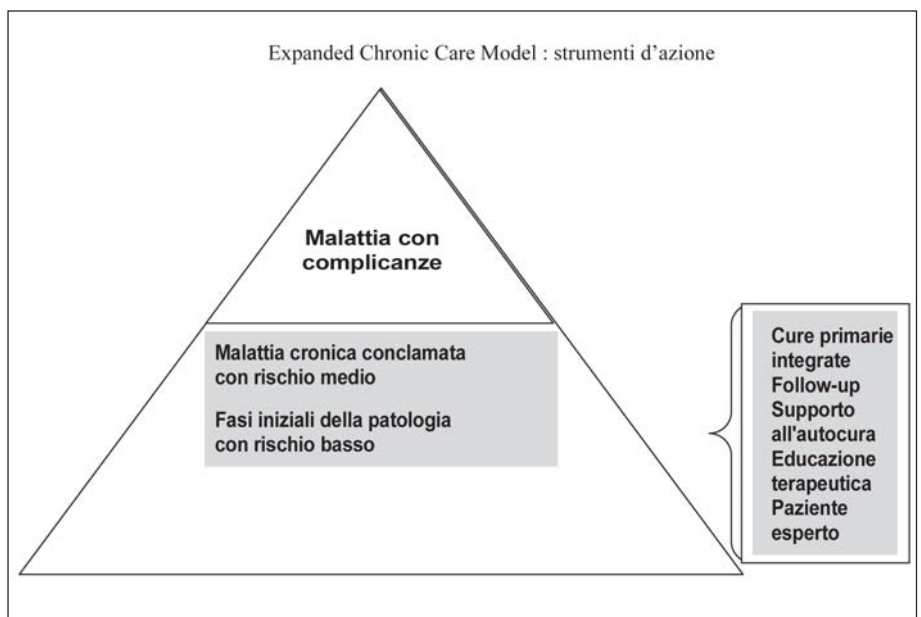 Expanded Chronic Care Model : strumenti d'azione
Malattia con
complicanze
Malattia cronica conclamata
con rischio medio
Fasi iniziali della patologia
con rischio basso
Cure primarie
integrate
Follow-up
Supporto
all'autocura
Educazione
terapeutica
Paziente
esperto